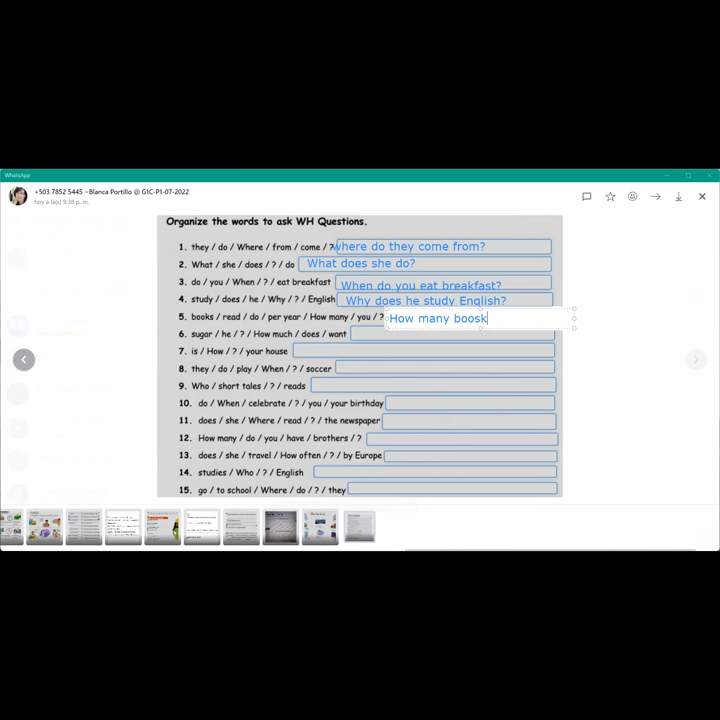 WhatsApp
+503 7852 5445 ~Blanca Portillo @ G1C-P1-07-2022
hoy a la(s) 9:38 p. m.
Organize the words to ask WH Questions.
1. they / do / Where / from / come / ? where do they come from?
2. What / she / does / ? / do What does she do?
3. do / you / When / ? / eat breakfast When do you eat breakfast?
4. study / does / he / Why / ? / English Why does he study English?
5. books / read / do / per year / How many / you / ? How many boosk
6. sugar / he / ? / How much / does / want
7. is / How / ? / your house
8. they / do / play / When / ? / soccer
9. Who / short tales / ? / reads
10. do / When / celebrate / ? / you / your birthday
11. does / she / Where / read / ? / the newspaper
12. How many / do / you / have / brothers / ?
13. does / she / travel / How often / ? / by Europe
14. studies / Who / ? / English
15. go / to school / Where / do / ? / they